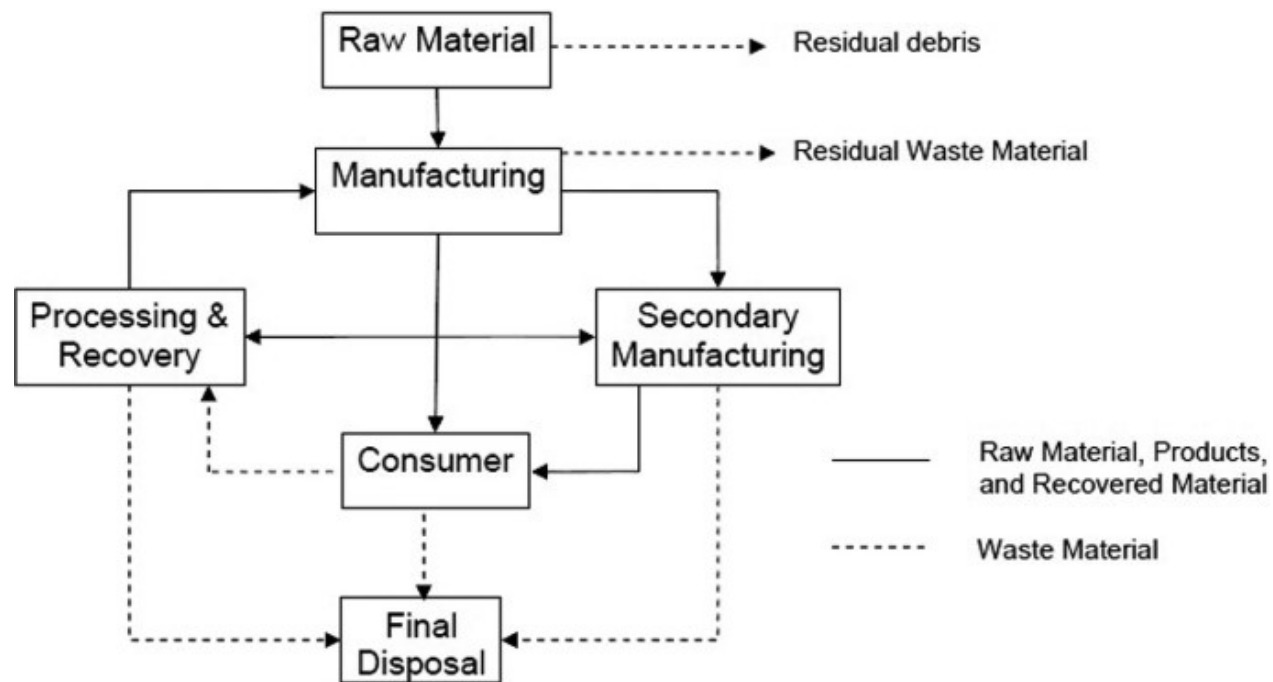 Raw Material
Residual debris
Manufacturing
Residual Waste Material
Processing &
Recovery
Secondary
Manufacturing
Consumer
Raw Material, Products,
and Recovered Material
Waste Material
Final
Disposal